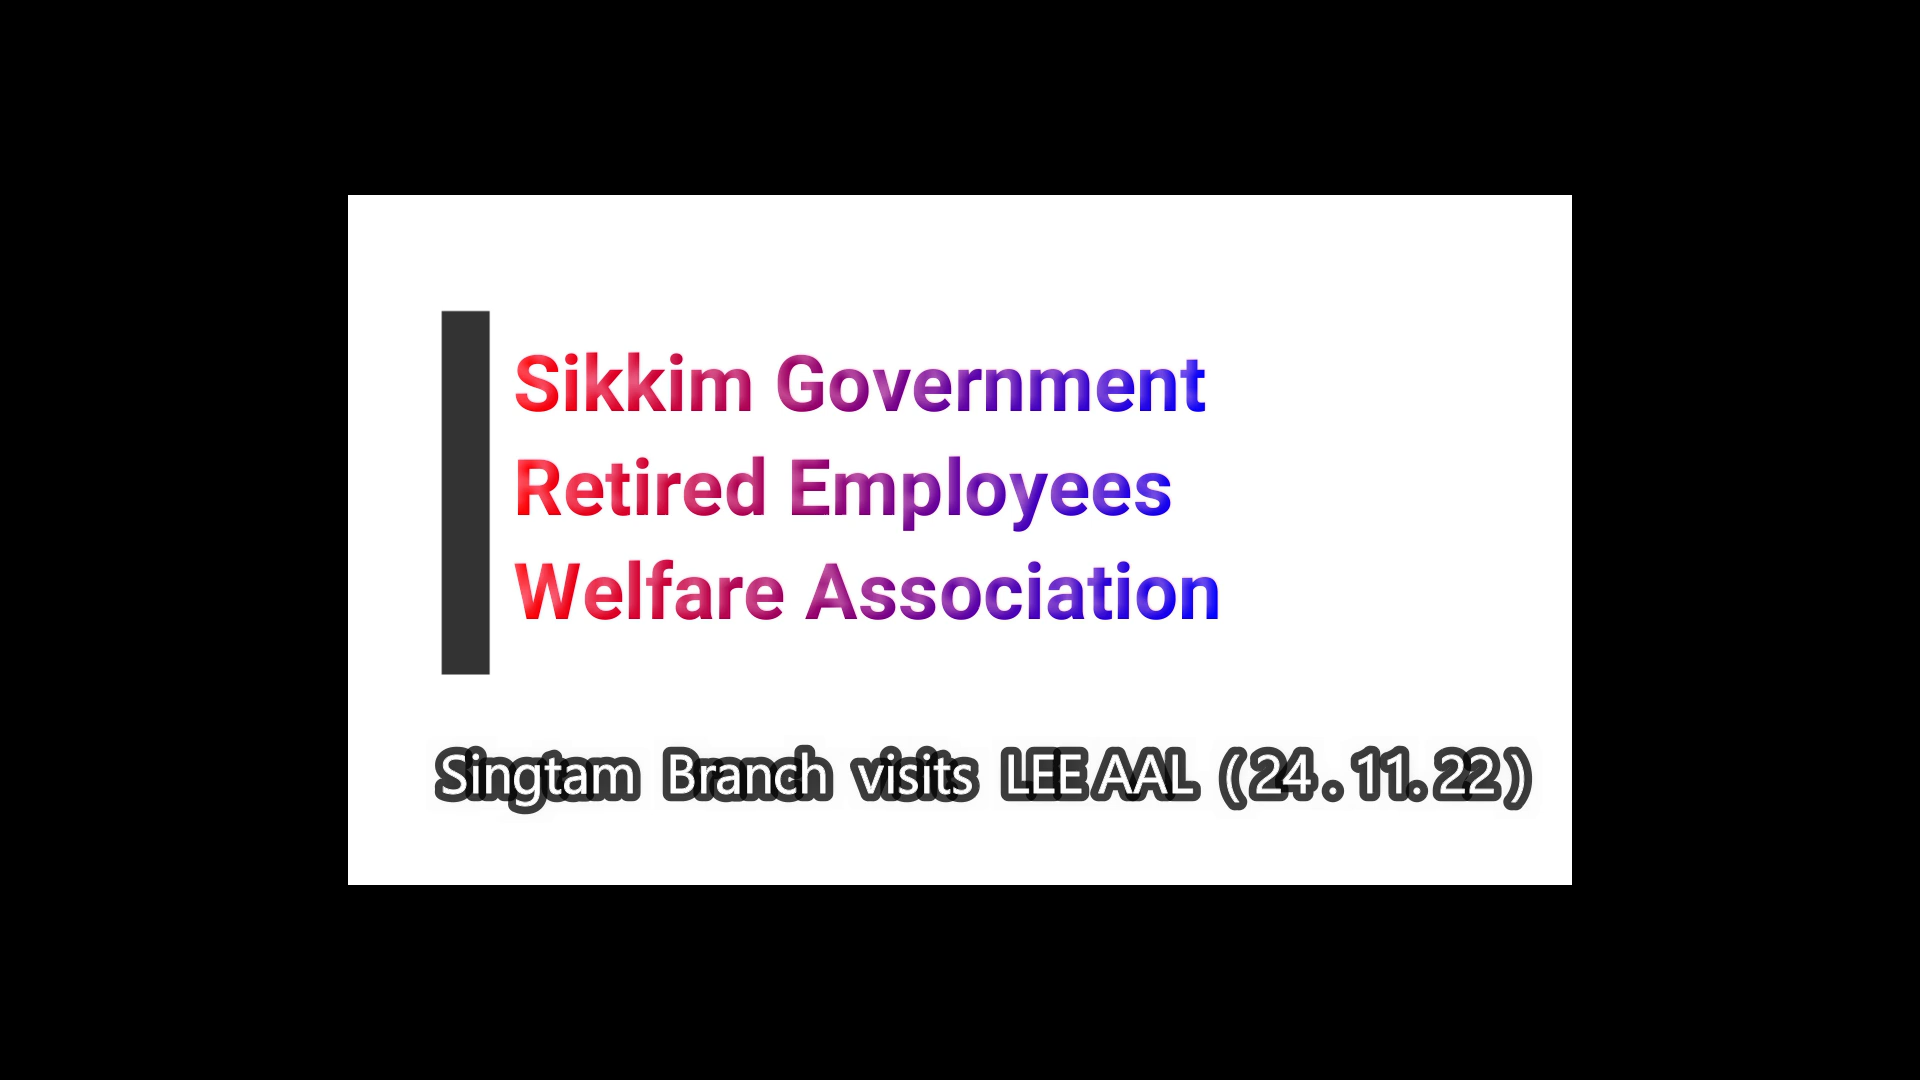 Sikkim Government
Retired Employees
Welfare Association
Singtam Branch visits LEE AAL (24.11.22)